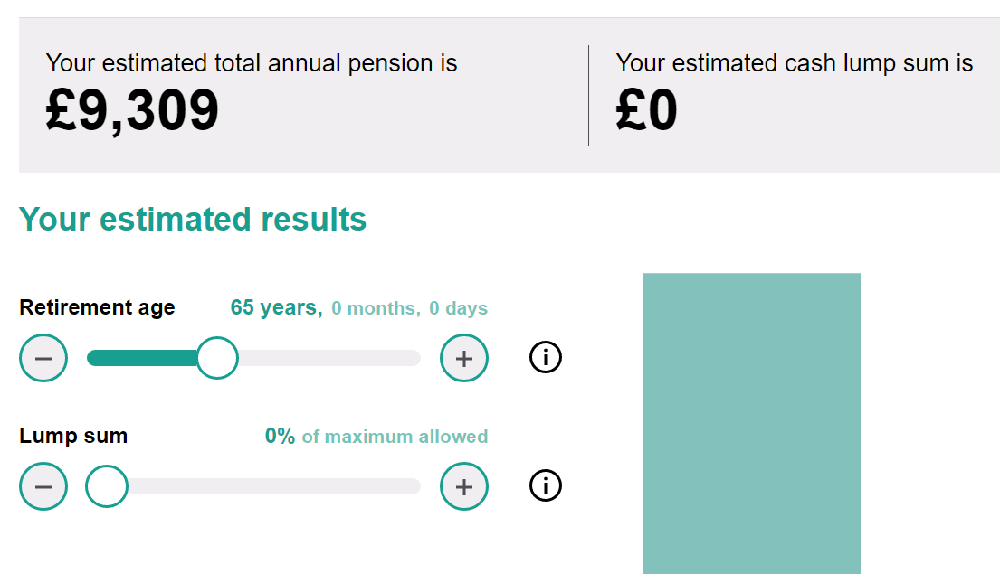 Your estimated total annual pension is
£9,309
Your estimated cash lump sum is
£0
Your estimated results
Retirement age 65 years, 0 months, 0 days
Lump sum 0% of maximum allowed